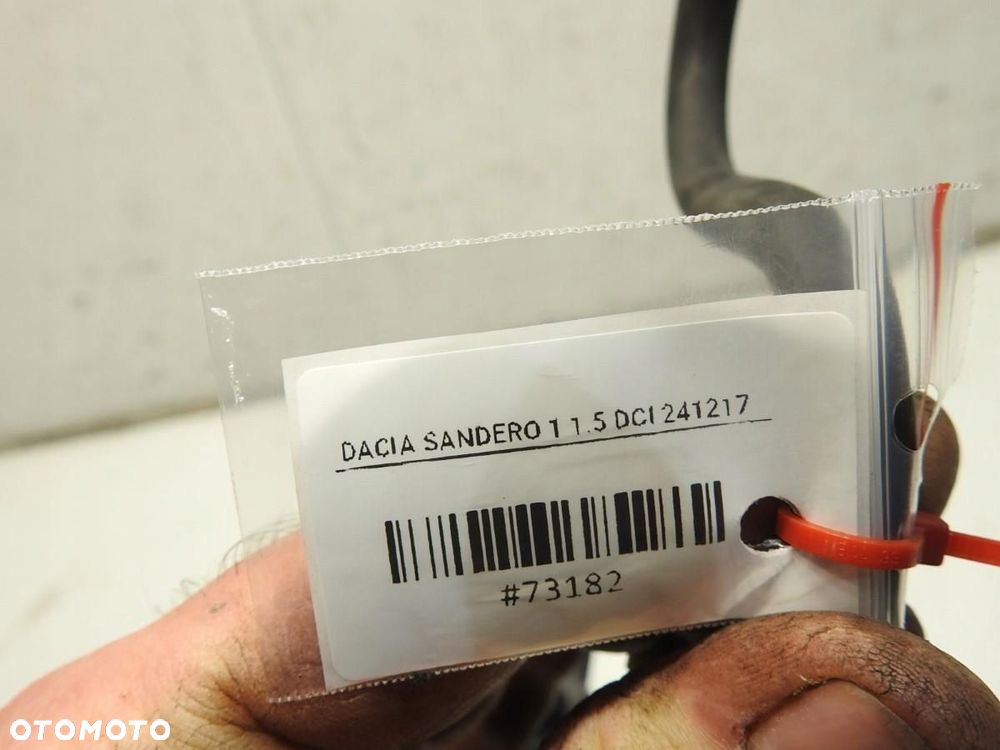 DACIA SANDERO 1 1.5 DCI 241217
#73182
OTOMOTO